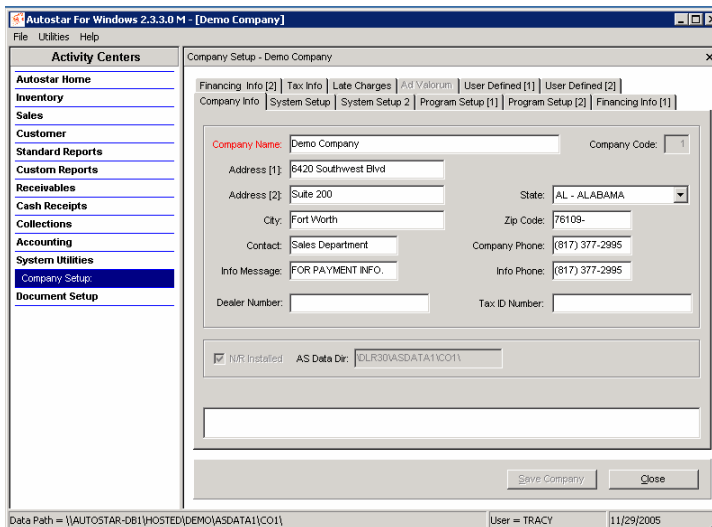 Autostar For Windows 2.3.3.0 M - [Demo Company]
File Utilities Help
Activity Centers
Autostar Home
Inventory
Sales
Customer
Standard Reports
Custom Reports
Receivables
Cash Receipts
Collections
Accounting
System Utilities
Company Setup:
Document Setup
Company Setup - Demo Company
Financing Info [2] Tax Info Late Charges Ad Valorum User Defined [1] User Defined [2]
Company Info System Setup System Setup 2 Program Setup [1] Program Setup [2] Financing Info [1]
Company Name: Demo Company Company Code: 1
Address [1]: 6420 Southwest Blvd
Address [2]: Suite 200 State: AL - ALABAMA
City: Fort Worth Zip Code: 76109-
Contact: Sales Department Company Phone: (817) 377-2995
Info Message: FOR PAYMENT INFO. Info Phone: (817) 377-2995
Dealer Number: Tax ID Number:
N/R Installed AS Data Dir: \DLR30\ASDATA1\CO1\
Save Company Close
Data Path = \\AUTOSTAR-DB1\HOSTED\DEMO\ASDATA1\CO1\ User = TRACY 11/29/2005